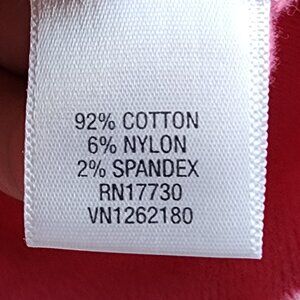 92% COTTON
6% NYLON
2% SPANDEX
RN17730
VN1262180